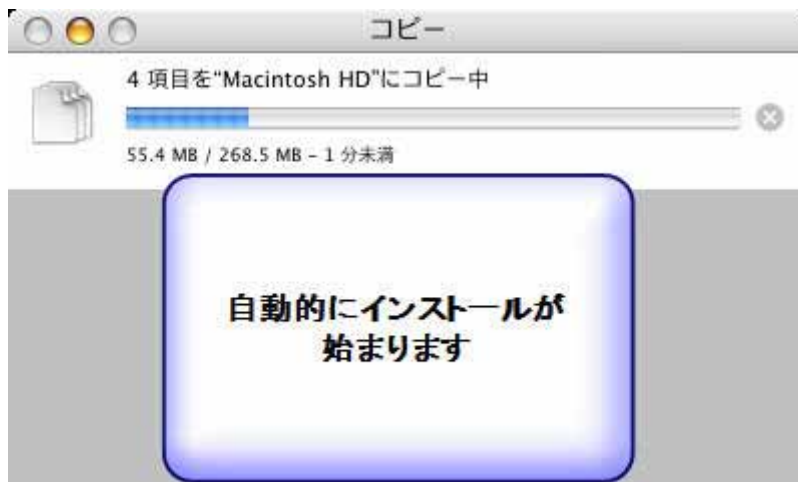 コピー
4 項目を“Macintosh HD”にコピー中
55.4 MB / 268.5 MB – 1 分未満
自動的にインストールが
始まります